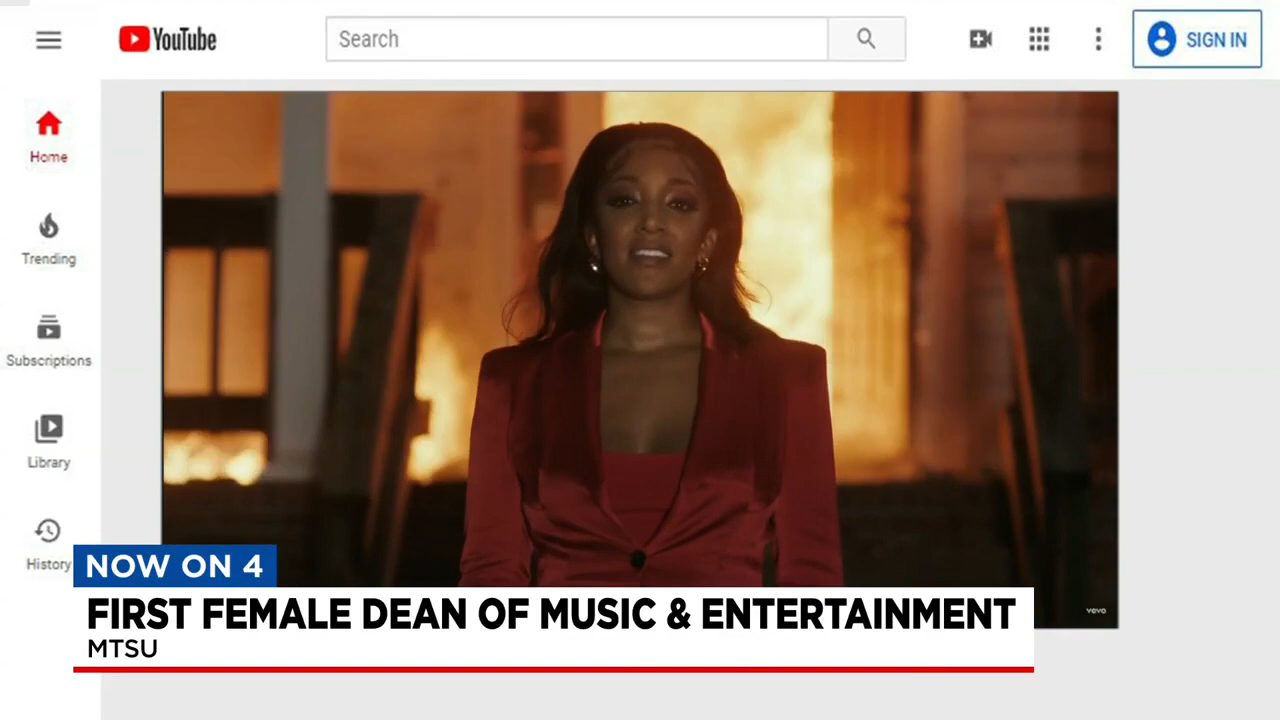 YouTube
Search
SIGN IN
Home
Trending
Subscriptions
Library
History
vevo
NOW ON 4
FIRST FEMALE DEAN OF MUSIC & ENTERTAINMENT
MTSU